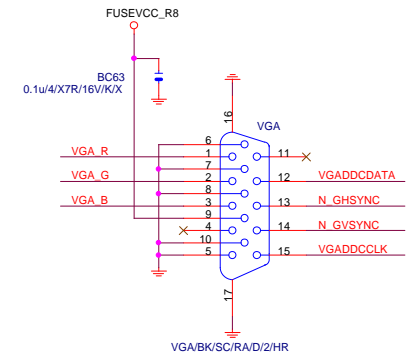 FUSEVCC_R8
BC63
0.1u/4/X7R/16V/K/X
16
VGA
6
VGA_R 1 11
7
VGA_G 2 12 VGADDCDATA
8
VGA_B 3 13 N_GHSYNC
9
4 14 N_GVSYNC
10
5 15 VGADDCCLK
17
VGA/BK/SC/RA/D/2/HR